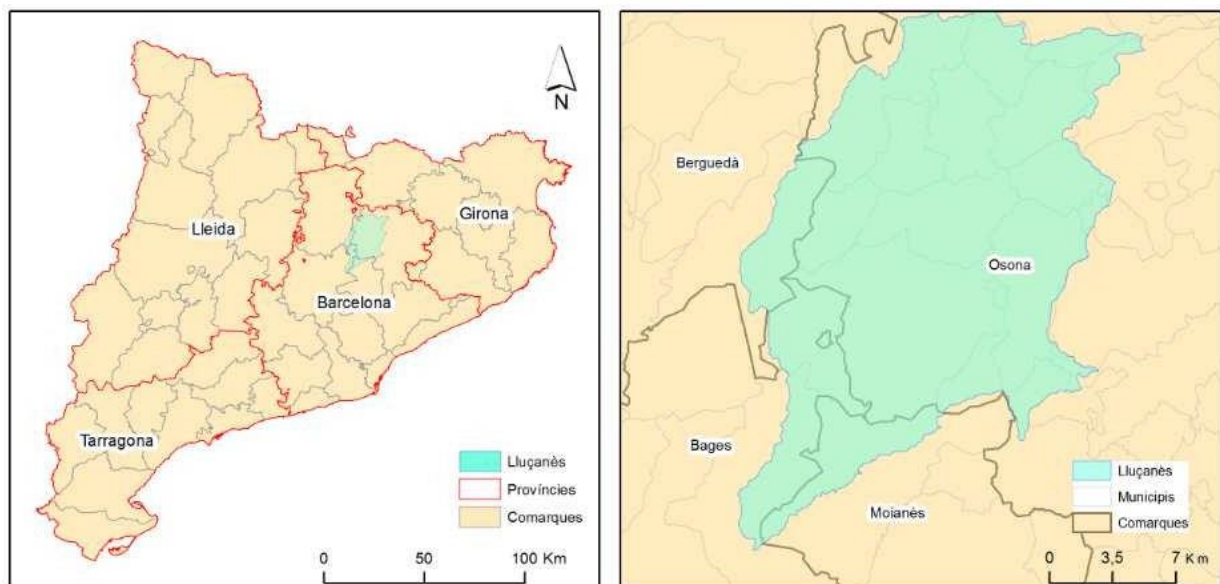 N
Lleida
Girona
Barcelona
Tarragona
Lluçanès
Províncies
Comarques
0 50 100 Km
Berguedà
Osona
Bages
Moianès
Lluçanès
Municipis
Comarques
0 3,5 7 Km